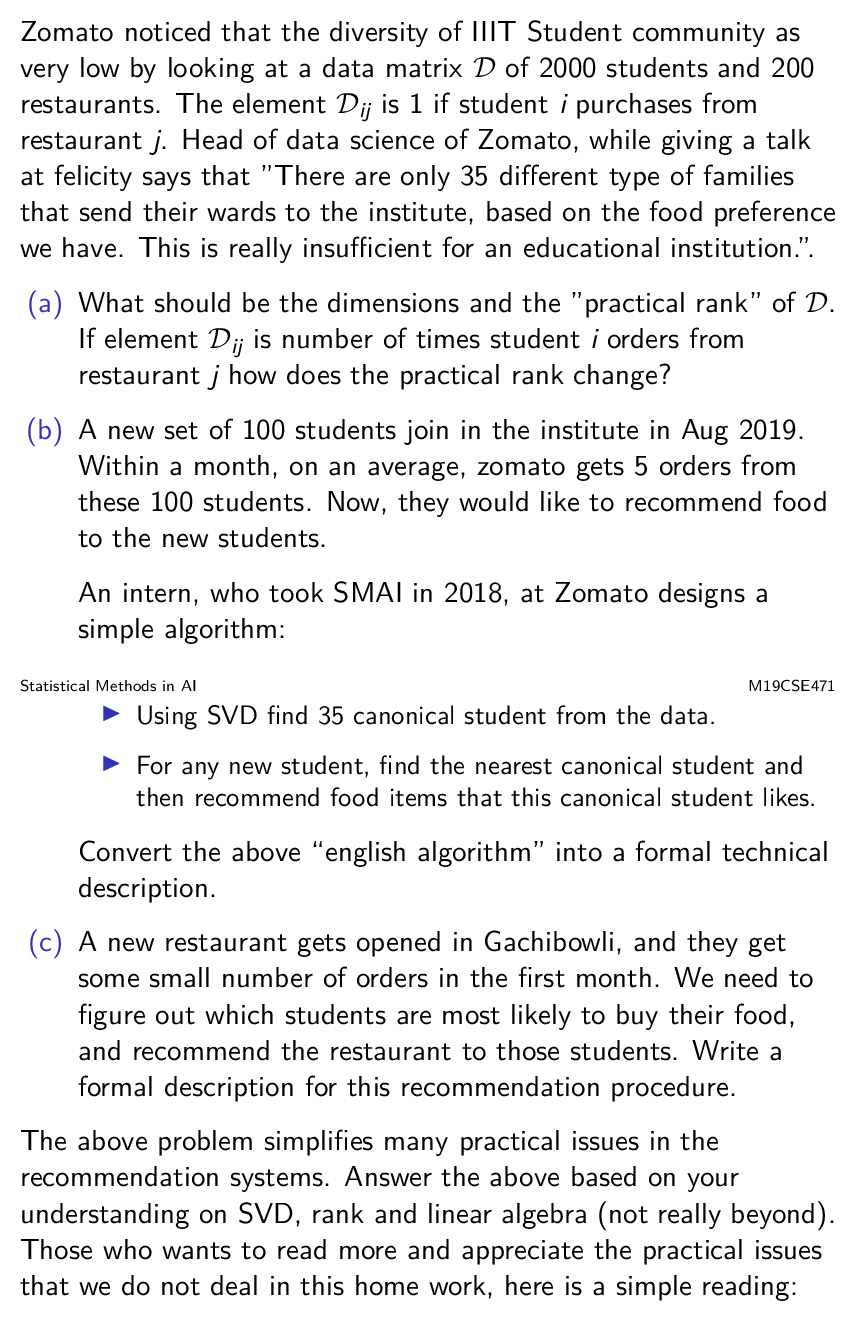 Zomato noticed that the diversity of IIIT Student community as
very low by looking at a data matrix 𝒟 of 2000 students and 200
restaurants. The element 𝒟ij is 1 if student i purchases from
restaurant j. Head of data science of Zomato, while giving a talk
at felicity says that ”There are only 35 different type of families
that send their wards to the institute, based on the food preference
we have. This is really insufficient for an educational institution.”.
(a) What should be the dimensions and the ”practical rank” of 𝒟.
If element 𝒟ij is number of times student i orders from
restaurant j how does the practical rank change?
(b) A new set of 100 students join in the institute in Aug 2019.
Within a month, on an average, zomato gets 5 orders from
these 100 students. Now, they would like to recommend food
to the new students.
An intern, who took SMAI in 2018, at Zomato designs a
simple algorithm:
Statistical Methods in AI M19CSE471
▶ Using SVD find 35 canonical student from the data.
▶ For any new student, find the nearest canonical student and
then recommend food items that this canonical student likes.
Convert the above “english algorithm” into a formal technical
description.
(c) A new restaurant gets opened in Gachibowli, and they get
some small number of orders in the first month. We need to
figure out which students are most likely to buy their food,
and recommend the restaurant to those students. Write a
formal description for this recommendation procedure.
The above problem simplifies many practical issues in the
recommendation systems. Answer the above based on your
understanding on SVD, rank and linear algebra (not really beyond).
Those who wants to read more and appreciate the practical issues
that we do not deal in this home work, here is a simple reading: